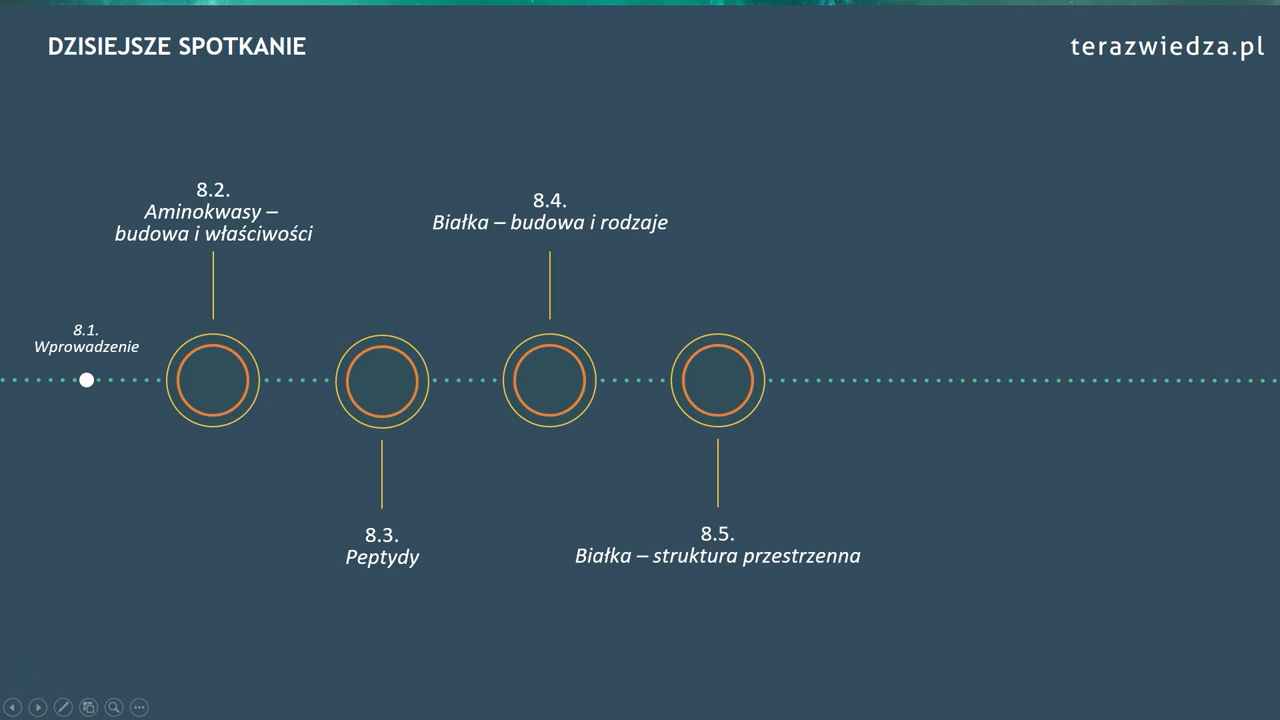 DZISIEJSZE SPOTKANIE
terazwiedza.pl
8.1.
Wprowadzenie
8.2.
Aminokwasy –
budowa i właściwości
8.3.
Peptydy
8.4.
Białka – budowa i rodzaje
8.5.
Białka – struktura przestrzenna